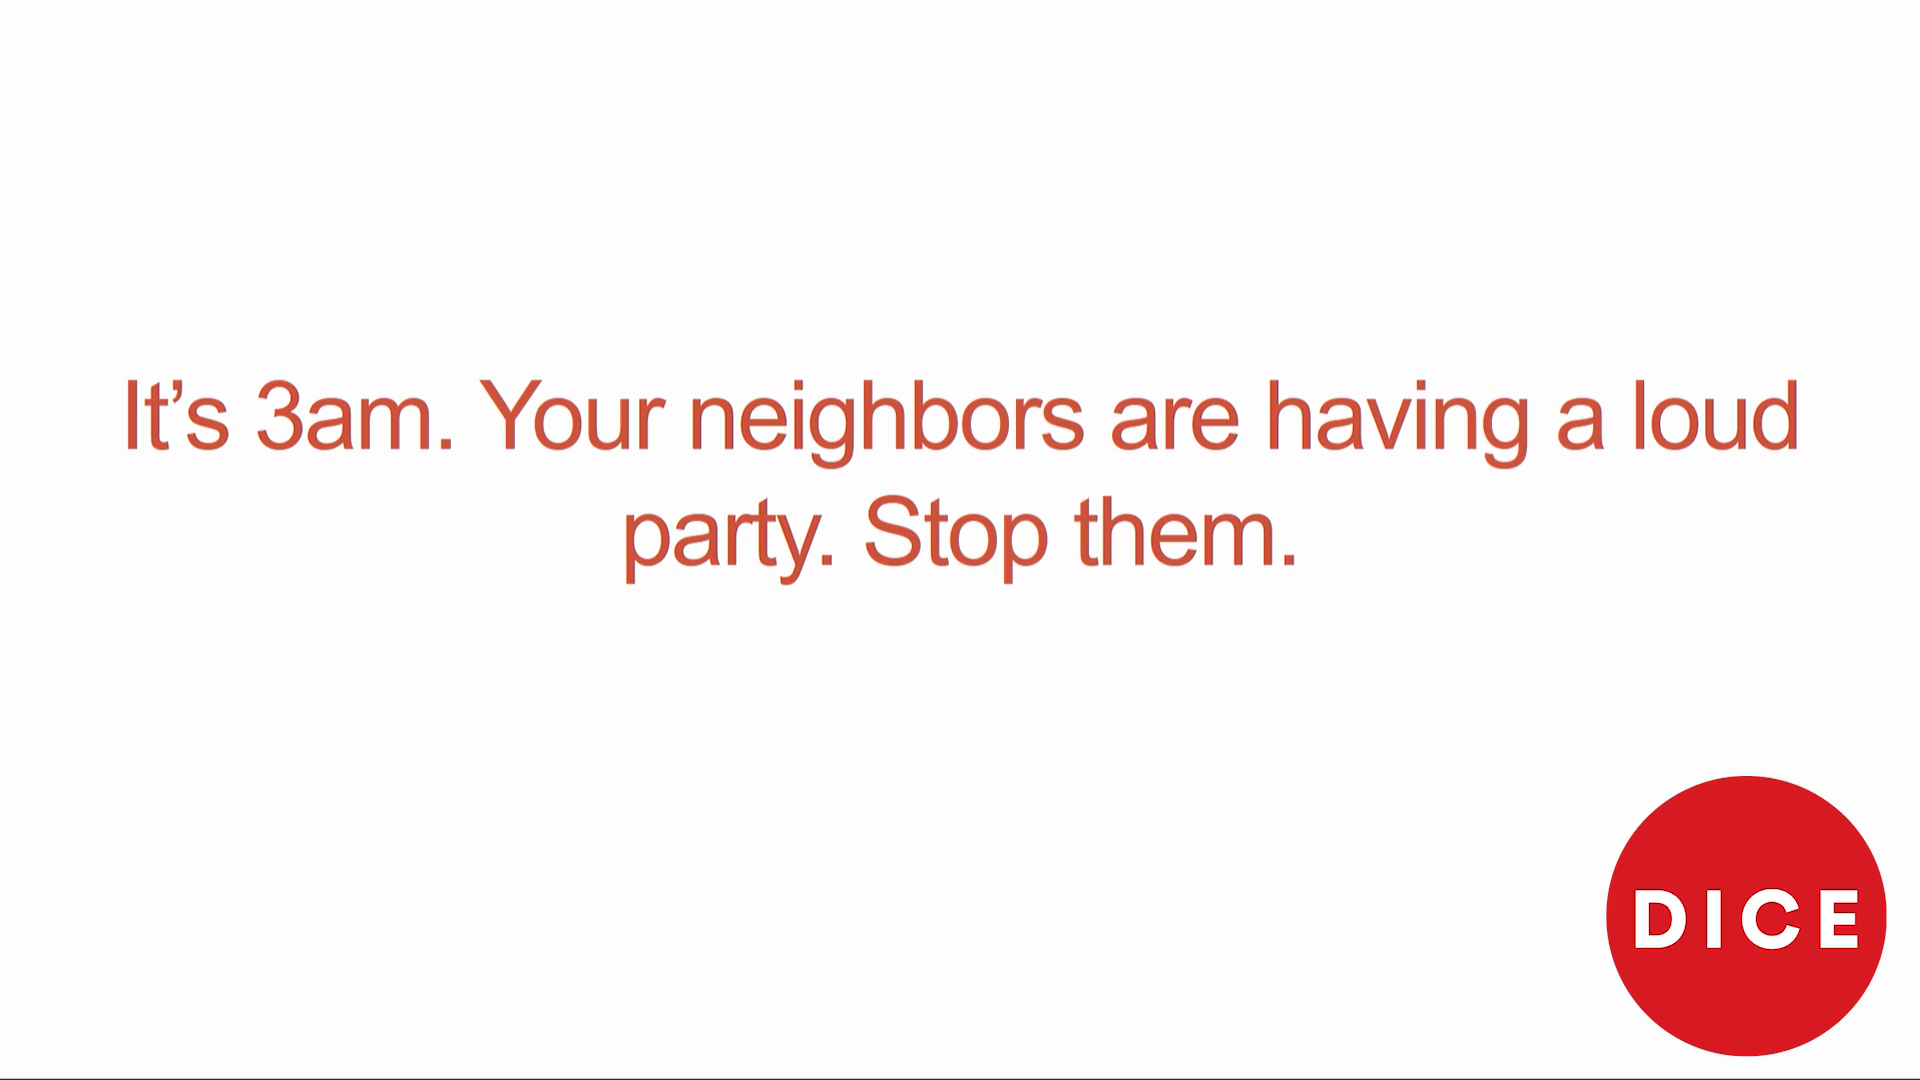 It’s 3am. Your neighbors are having a loud
party. Stop them.
DICE